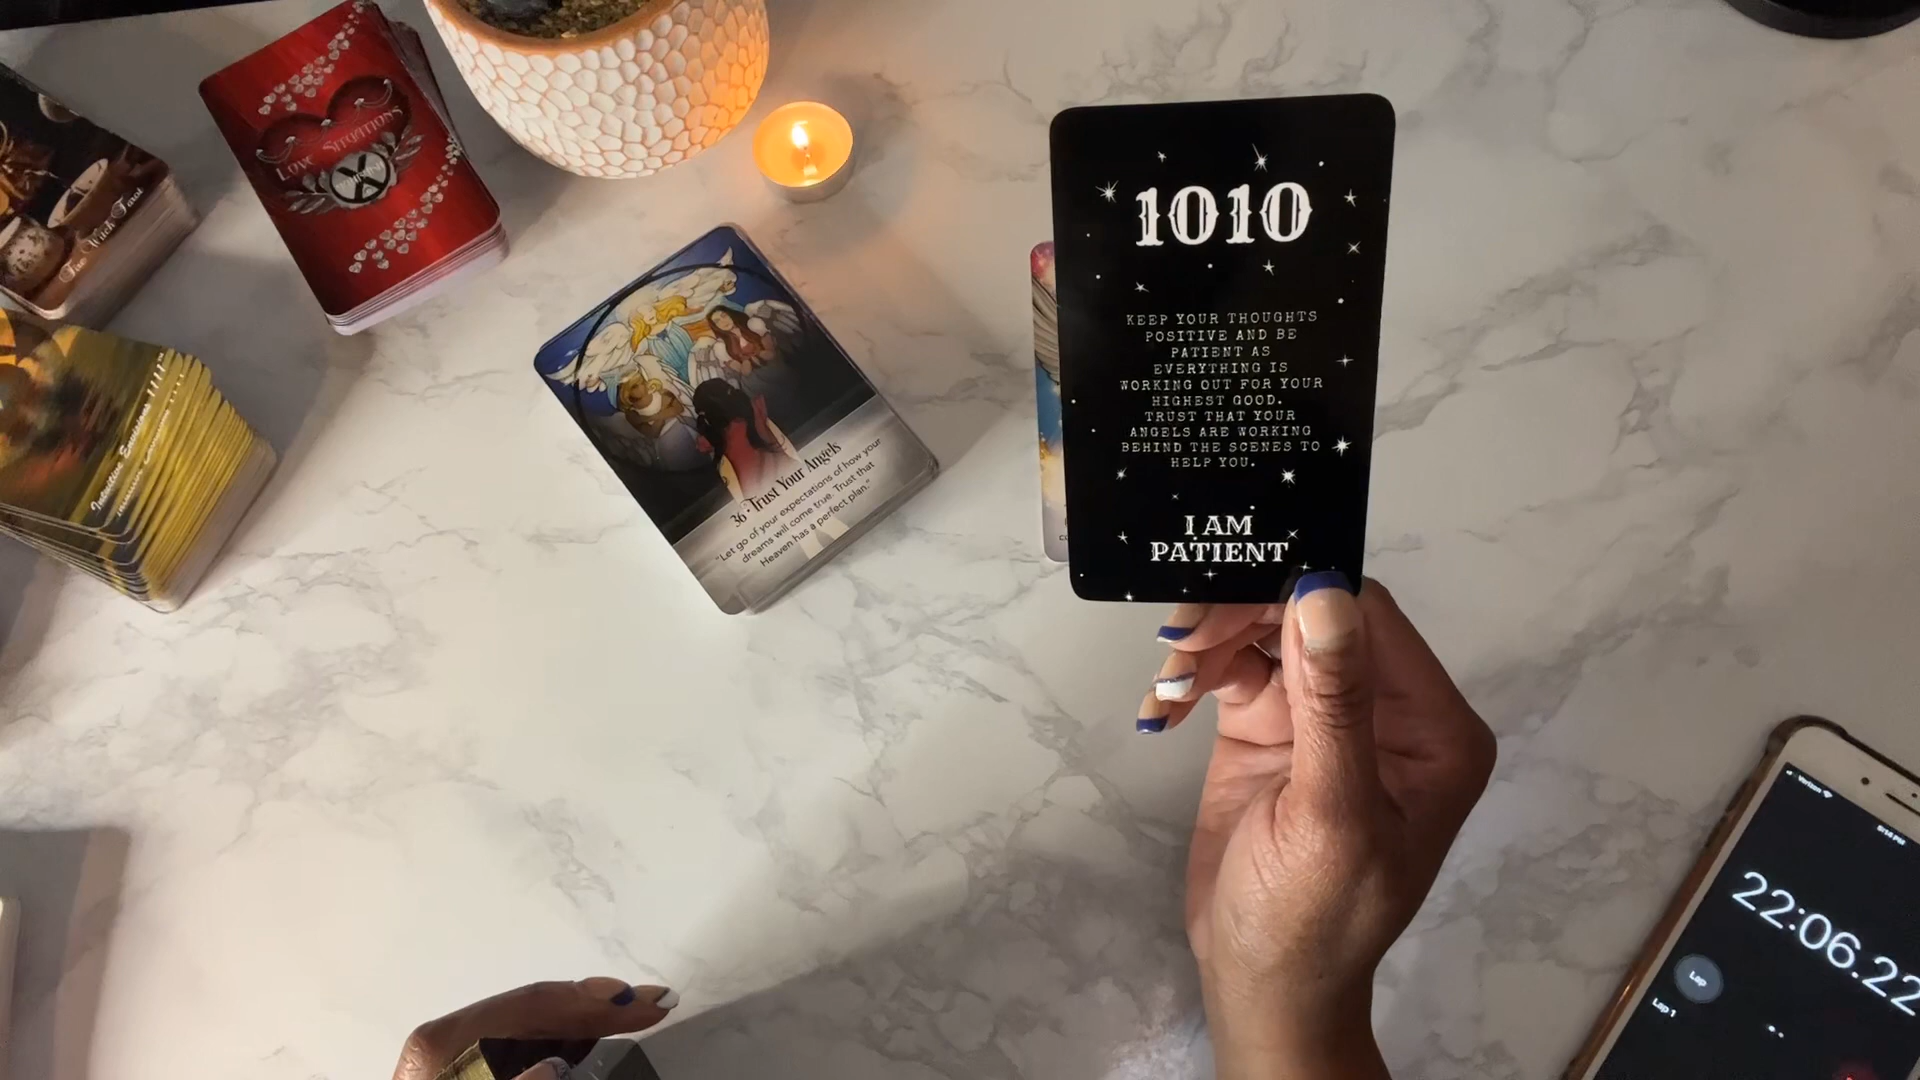 1010
KEEP YOUR THOUGHTS
POSITIVE AND BE
PATIENT AS
EVERYTHING IS
WORKING OUT FOR YOUR
HIGHEST GOOD.
TRUST THAT YOUR
ANGELS ARE WORKING
BEHIND THE SCENES TO
HELP YOU.
I AM
PATIENT
36 • Trust Your Angels
"Let go of your expectations of how your
dreams will come true. Trust that
Heaven has a perfect plan."
Love Situations
Witch Tarot
Intuitive
Verizon
22:06.22
Lap
Lap 1